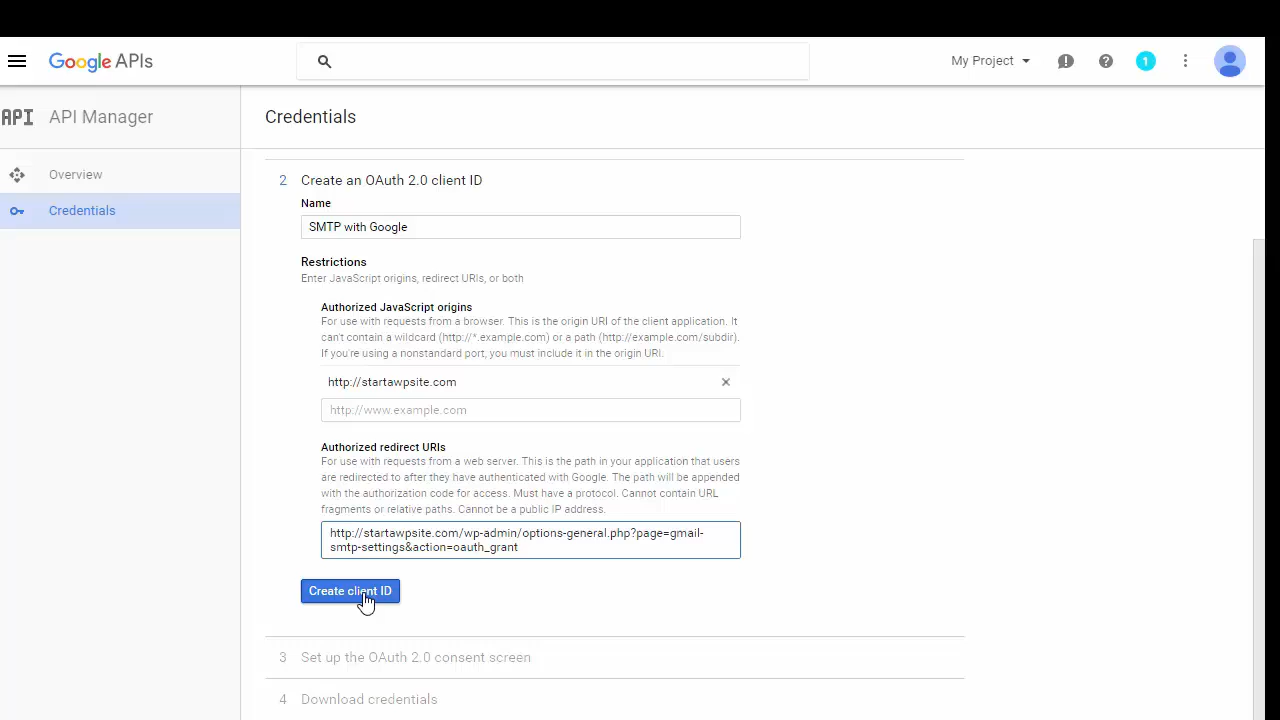 Google APIs
My Project
1
API API Manager
Credentials
Overview
Credentials
2 Create an OAuth 2.0 client ID
Name
SMTP with Google
Restrictions
Enter JavaScript origins, redirect URIs, or both
Authorized JavaScript origins
For use with requests from a browser. This is the origin URI of the client application. It
can't contain a wildcard (http://*.example.com) or a path (http://example.com/subdir).
If you're using a nonstandard port, you must include it in the origin URI.
http://startawpsite.com
http://www.example.com
Authorized redirect URIs
For use with requests from a web server. This is the path in your application that users
are redirected to after they have authenticated with Google. The path will be appended
with the authorization code for access. Must have a protocol. Cannot contain URL
fragments or relative paths. Cannot be a public IP address.
http://startawpsite.com/wp-admin/options-general.php?page=gmail-
smtp-settings&action=oauth_grant
Create client ID
3 Set up the OAuth 2.0 consent screen
4 Download credentials